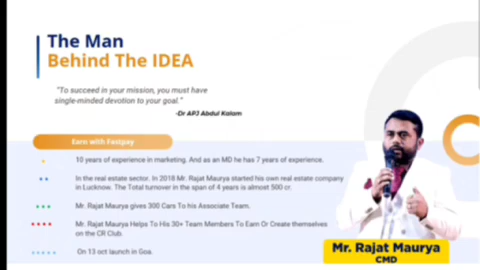 The Man
Behind The IDEA
"To succeed in your mission, you must have
single-minded devotion to your goal."
-Dr APJ Abdul Kalam
Earn with Fastpay
10 years of experience in marketing. And as an MD he has 7 years of experience.
In the real estate sector. In 2018 Mr. Rajat Maurya started his own real estate company
in Lucknow. The Total turnover in the span of 4 years is almost 500 cr.
Mr. Rajat Maurya gives 300 Cars To his Associate Team.
Mr. Rajat Maurya Helps To His 30+ Team Members To Earn Or Create themselves
on the CR Club.
On 13 oct launch in Goa.
Mr. Rajat Maurya
CMD